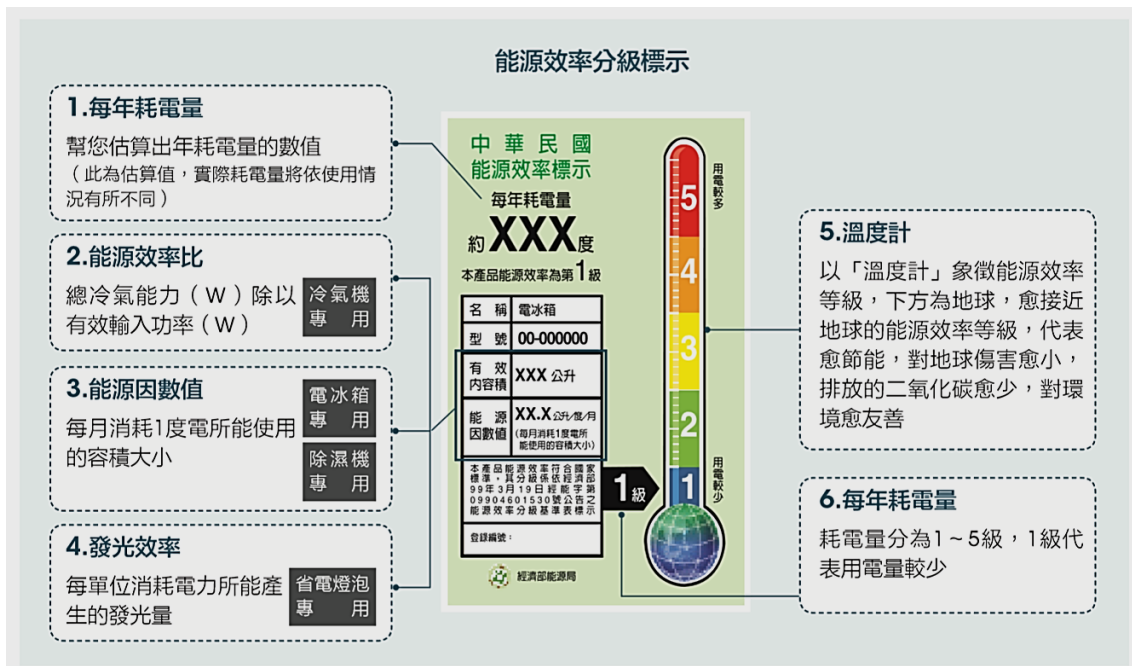 能源效率分級標示
1.每年耗電量
幫您估算出年耗電量的數值
（此為估算值，實際耗電量將依使用情
況有所不同）
2.能源效率比
總冷氣能力（W）除以
有效輸入功率（W）
冷氣機
專用
3.能源因數值
每月消耗1度電所能使用
的容積大小
電冰箱
專用
除濕機
專用
4.發光效率
每單位消耗電力所能產
生的發光量
省電燈泡
專用
中華民國
能源效率標示
每年耗電量
約XXX度
本產品能源效率為第1級
名稱 電冰箱
型號 00-000000
有效
內容積 XXX 公升
能源
因數值 XX.X 公升/度/月
(每月消耗1度電所
能使用的容積大小)
本產品能源效率符合國家
標準，其分級係依經濟部
99年3月19日經能字第
09904601530號公告之
能源效率分級基準表標示
登錄編號：
經濟部能源局
用電較多
5
4
3
2
1
用電較少
1級
5.溫度計
以「溫度計」象徵能源效率
等級，下方為地球，愈接近
地球的能源效率等級，代表
愈節能，對地球傷害愈小，
排放的二氧化碳愈少，對環
境愈友善
6.每年耗電量
耗電量分為1~5級，1級代
表用電量較少